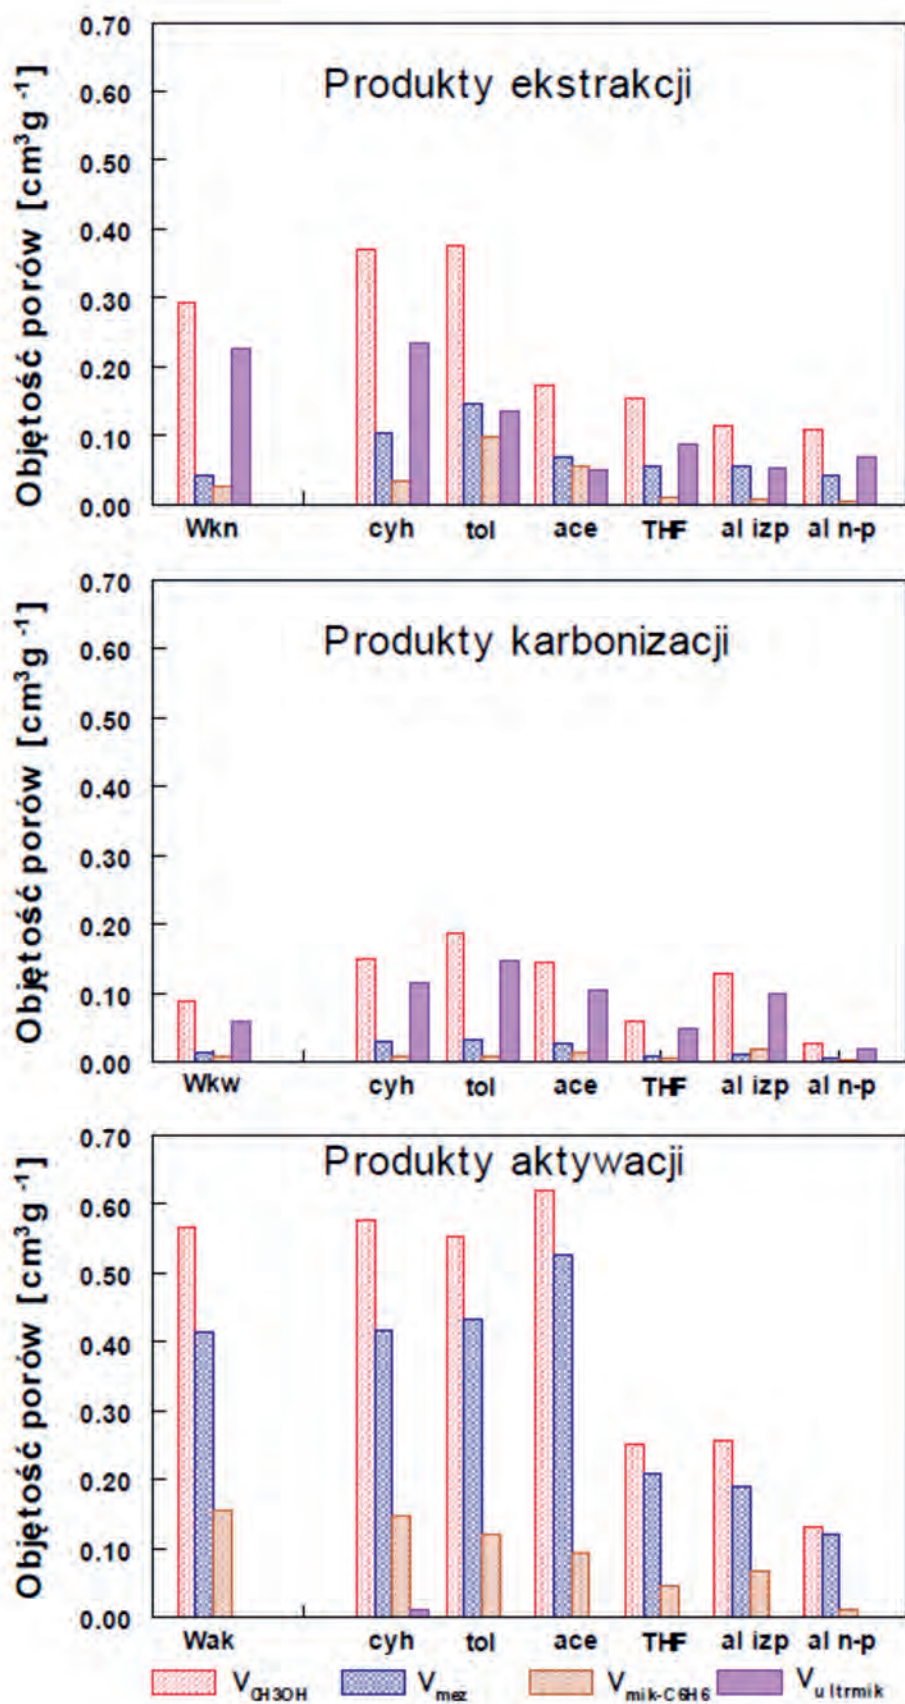 Produkty ekstrakcji
Objętość porów [cm³g⁻¹]
0.70
0.60
0.50
0.40
0.30
0.20
0.10
0.00
Wkn cyh tol ace THF al izp al n-p
Produkty karbonizacji
Objętość porów [cm³g⁻¹]
0.70
0.60
0.50
0.40
0.30
0.20
0.10
0.00
Wkw cyh tol ace THF al izp al n-p
Produkty aktywacji
Objętość porów [cm³g⁻¹]
0.70
0.60
0.50
0.40
0.30
0.20
0.10
0.00
Wak cyh tol ace THF al izp al n-p
V CH3OH V mez V mik-C6H6 V ultrmik